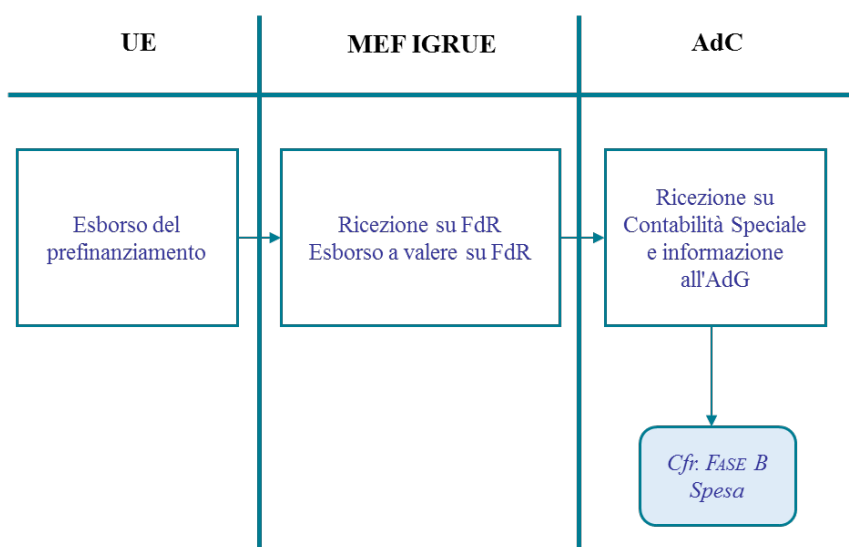 UE
MEF IGRUE
AdC
Esborso del
prefinanziamento
Ricezione su FdR
Esborso a valere su FdR
Ricezione su
Contabilità Speciale
e informazione
all'AdG
Cfr. FASE B
Spesa